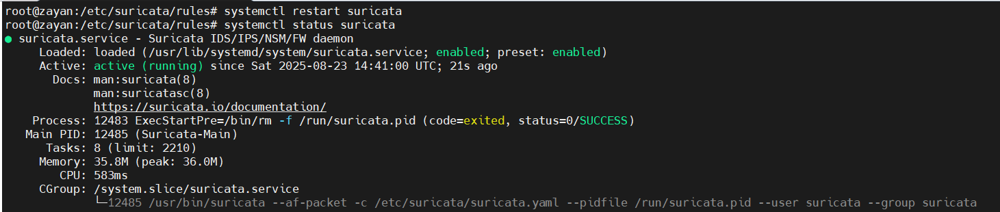 root@zayan:/etc/suricata/rules# systemctl restart suricata
root@zayan:/etc/suricata/rules# systemctl status suricata
● suricata.service - Suricata IDS/IPS/NSM/FW daemon
     Loaded: loaded (/usr/lib/systemd/system/suricata.service; enabled; preset: enabled)
     Active: active (running) since Sat 2025-08-23 14:41:00 UTC; 21s ago
       Docs: man:suricata(8)
             man:suricatasc(8)
             https://suricata.io/documentation/
    Process: 12483 ExecStartPre=/bin/rm -f /run/suricata.pid (code=exited, status=0/SUCCESS)
   Main PID: 12485 (Suricata-Main)
      Tasks: 8 (limit: 2210)
     Memory: 35.8M (peak: 36.0M)
        CPU: 583ms
     CGroup: /system.slice/suricata.service
             └─12485 /usr/bin/suricata --af-packet -c /etc/suricata/suricata.yaml --pidfile /run/suricata.pid --user suricata --group suricata